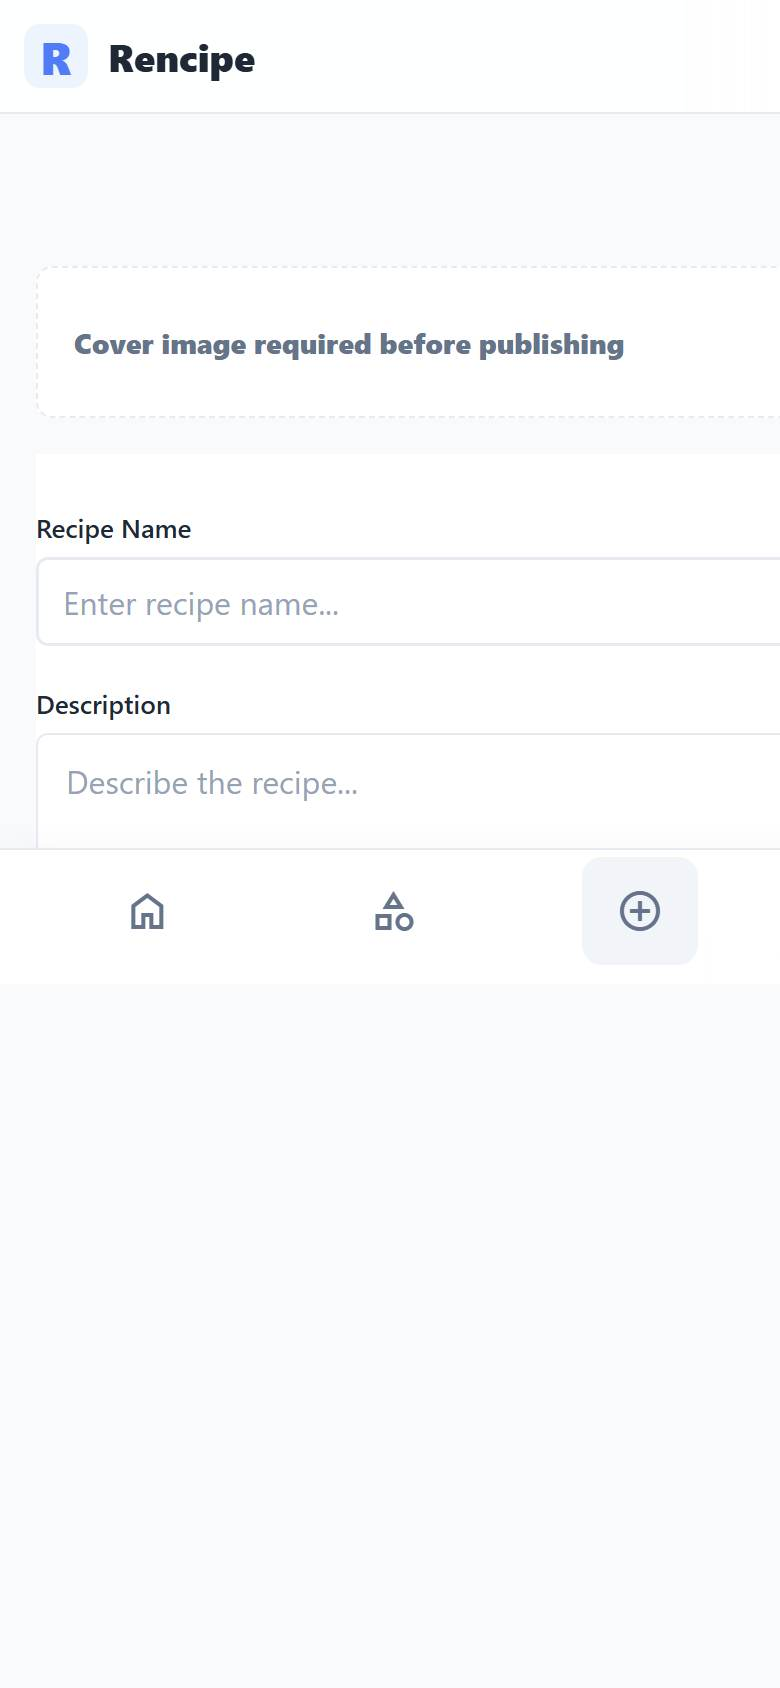 R Rencipe
Cover image required before publishing
Recipe Name
Enter recipe name...
Description
Describe the recipe...